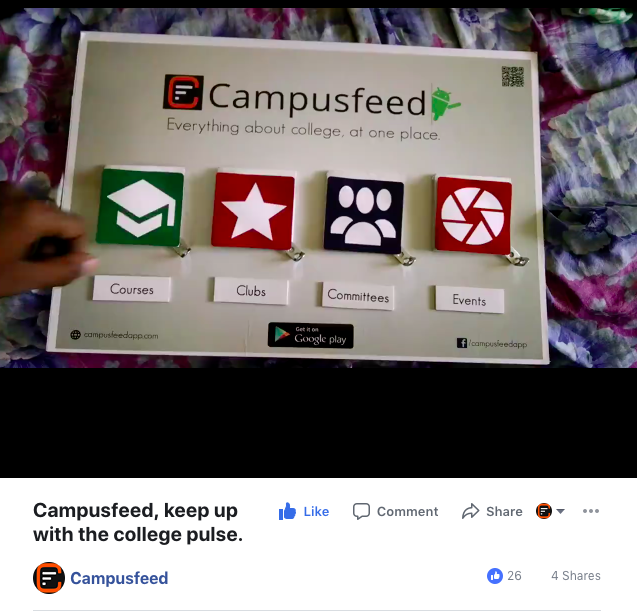 Campusfeed
Everything about college, at one place.
Courses
Clubs
Committees
Events
campusfeedapp.com
Get it on
Google play
/campusfeedapp
Campusfeed, keep up
with the college pulse.
Like
Comment
Share
Campusfeed
26
4 Shares